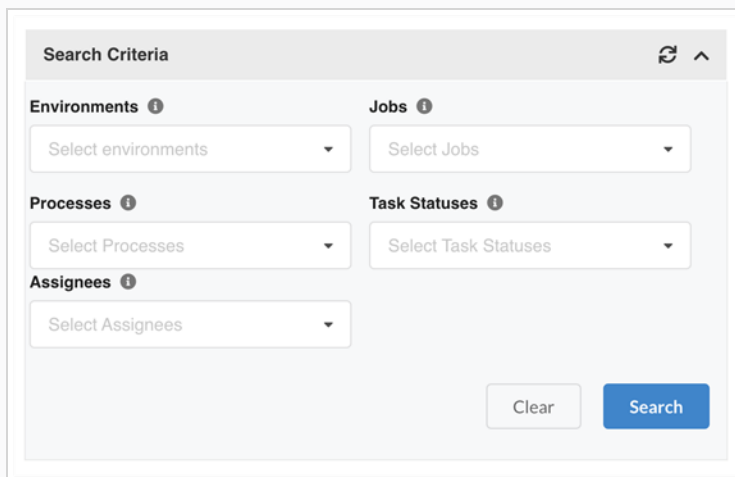 Search Criteria
Environments
Jobs
Select environments
Select Jobs
Processes
Task Statuses
Select Processes
Select Task Statuses
Assignees
Select Assignees
Clear
Search